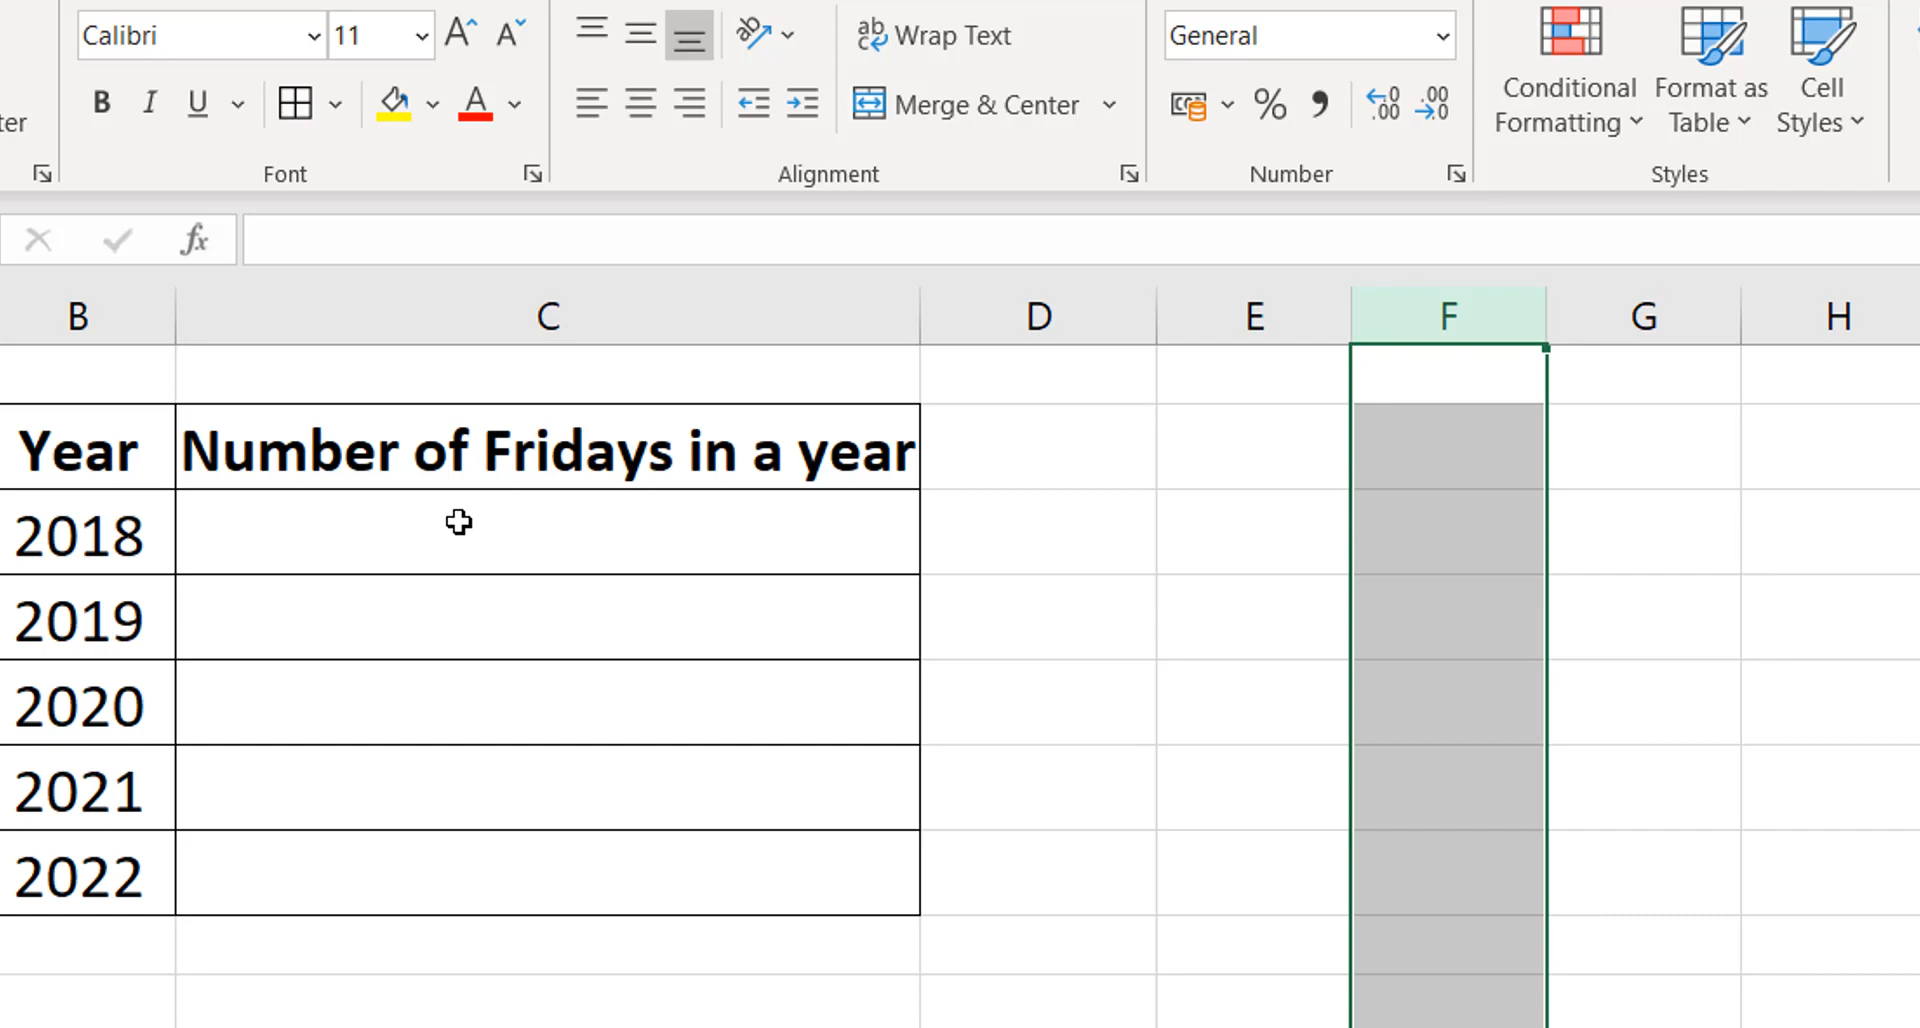 Calibri 11 Wrap Text General
B I U A Merge & Center % Conditional Formatting Format as Table Cell Styles
ter
Font Alignment Number Styles
fx
B C D E F G H
Year Number of Fridays in a year
2018
2019
2020
2021
2022